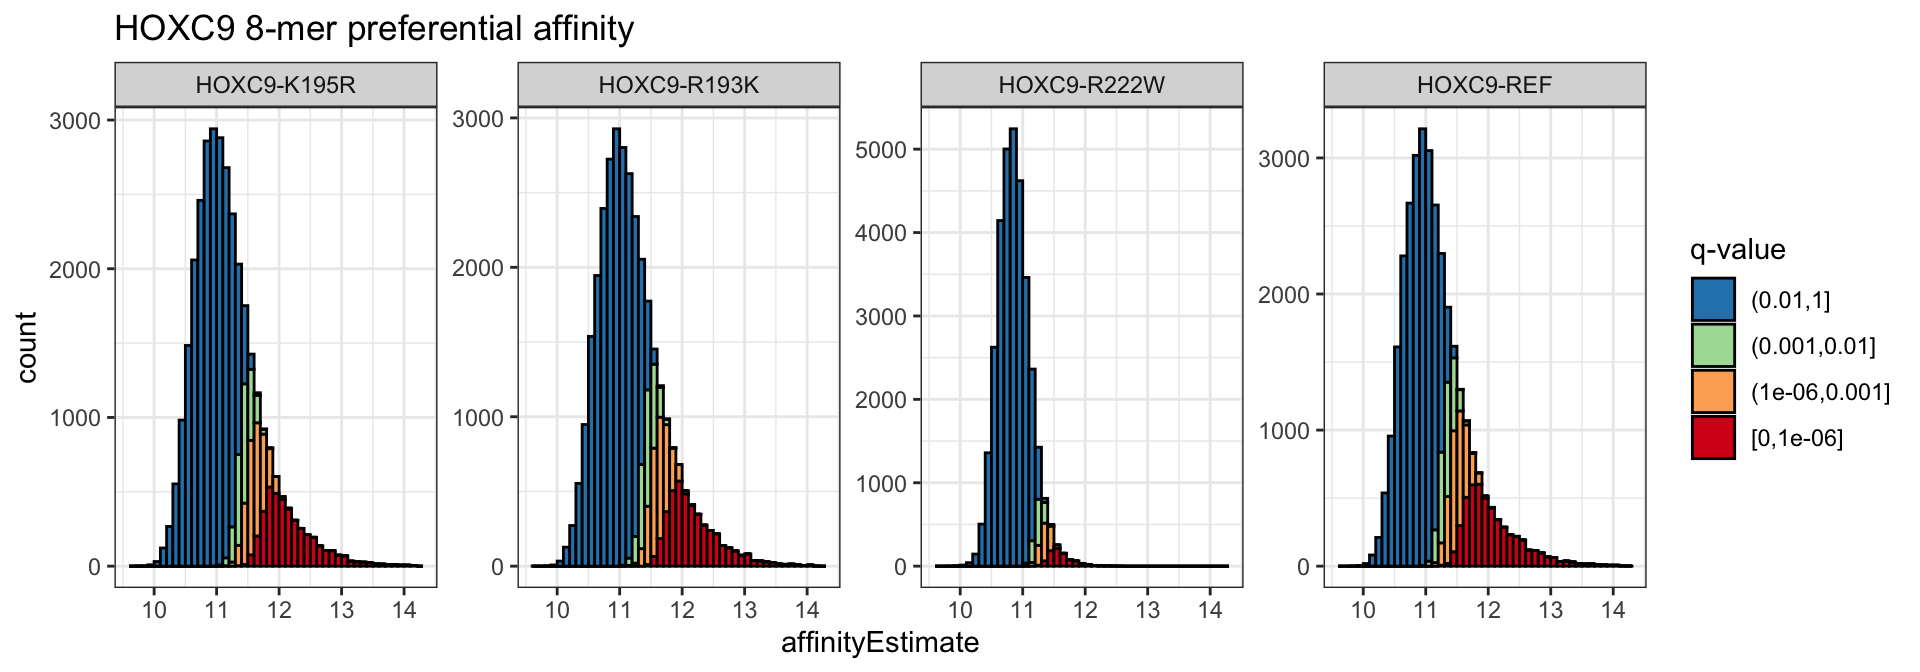 HOXC9 8-mer preferential affinity
HOXC9-K195R
HOXC9-R193K
HOXC9-R222W
HOXC9-REF
count
3000
2000
1000
0
3000
2000
1000
0
5000
4000
3000
2000
1000
0
3000
2000
1000
0
10 11 12 13 14
10 11 12 13 14
10 11 12 13 14
10 11 12 13 14
affinityEstimate
q-value
(0.01,1]
(0.001,0.01]
(1e-06,0.001]
[0,1e-06]